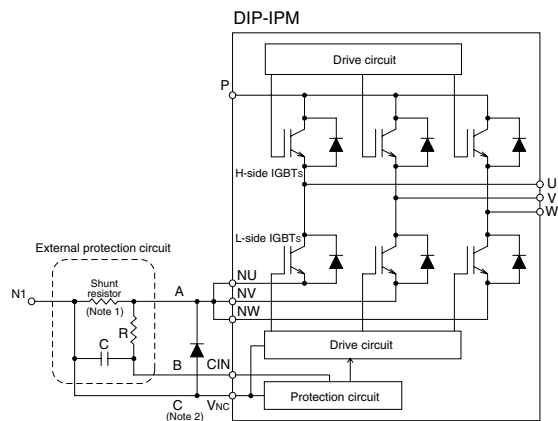 DIP-IPM
Drive circuit
P
H-side IGBTs
U
V
W
L-side IGBTs
External protection circuit
NU
Shunt
resistor
(Note 1)
N1
A
NV
NW
R
C
Drive circuit
B
CIN
C
(Note 2)
VNC
Protection circuit